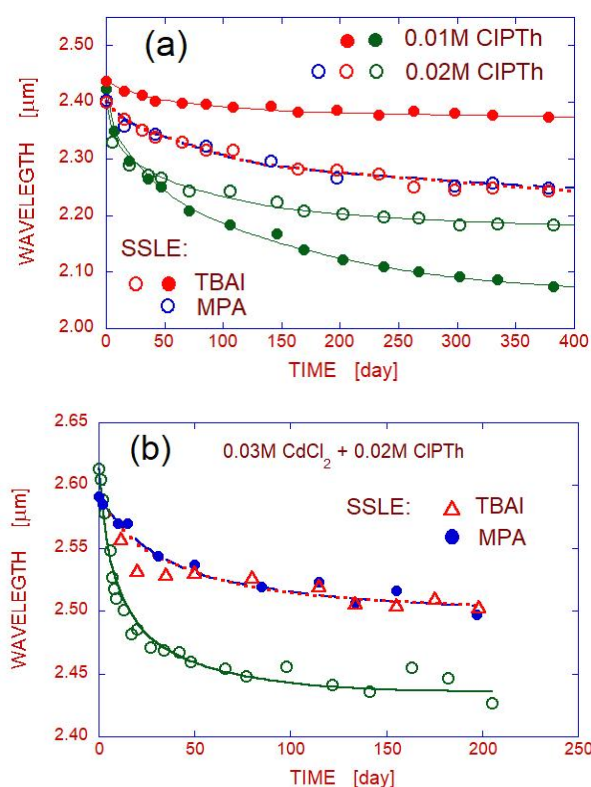 (a)
0.01M ClPTh
0.02M ClPTh
SSLE:
TBAI
MPA
WAVELEGTH [µm]
2.50
2.40
2.30
2.20
2.10
2.00
0 50 100 150 200 250 300 350 400
TIME [day]
(b)
0.03M CdCl₂ + 0.02M ClPTh
SSLE:
TBAI
MPA
WAVELEGTH [µm]
2.65
2.60
2.55
2.50
2.45
2.40
0 50 100 150 200 250
TIME [day]